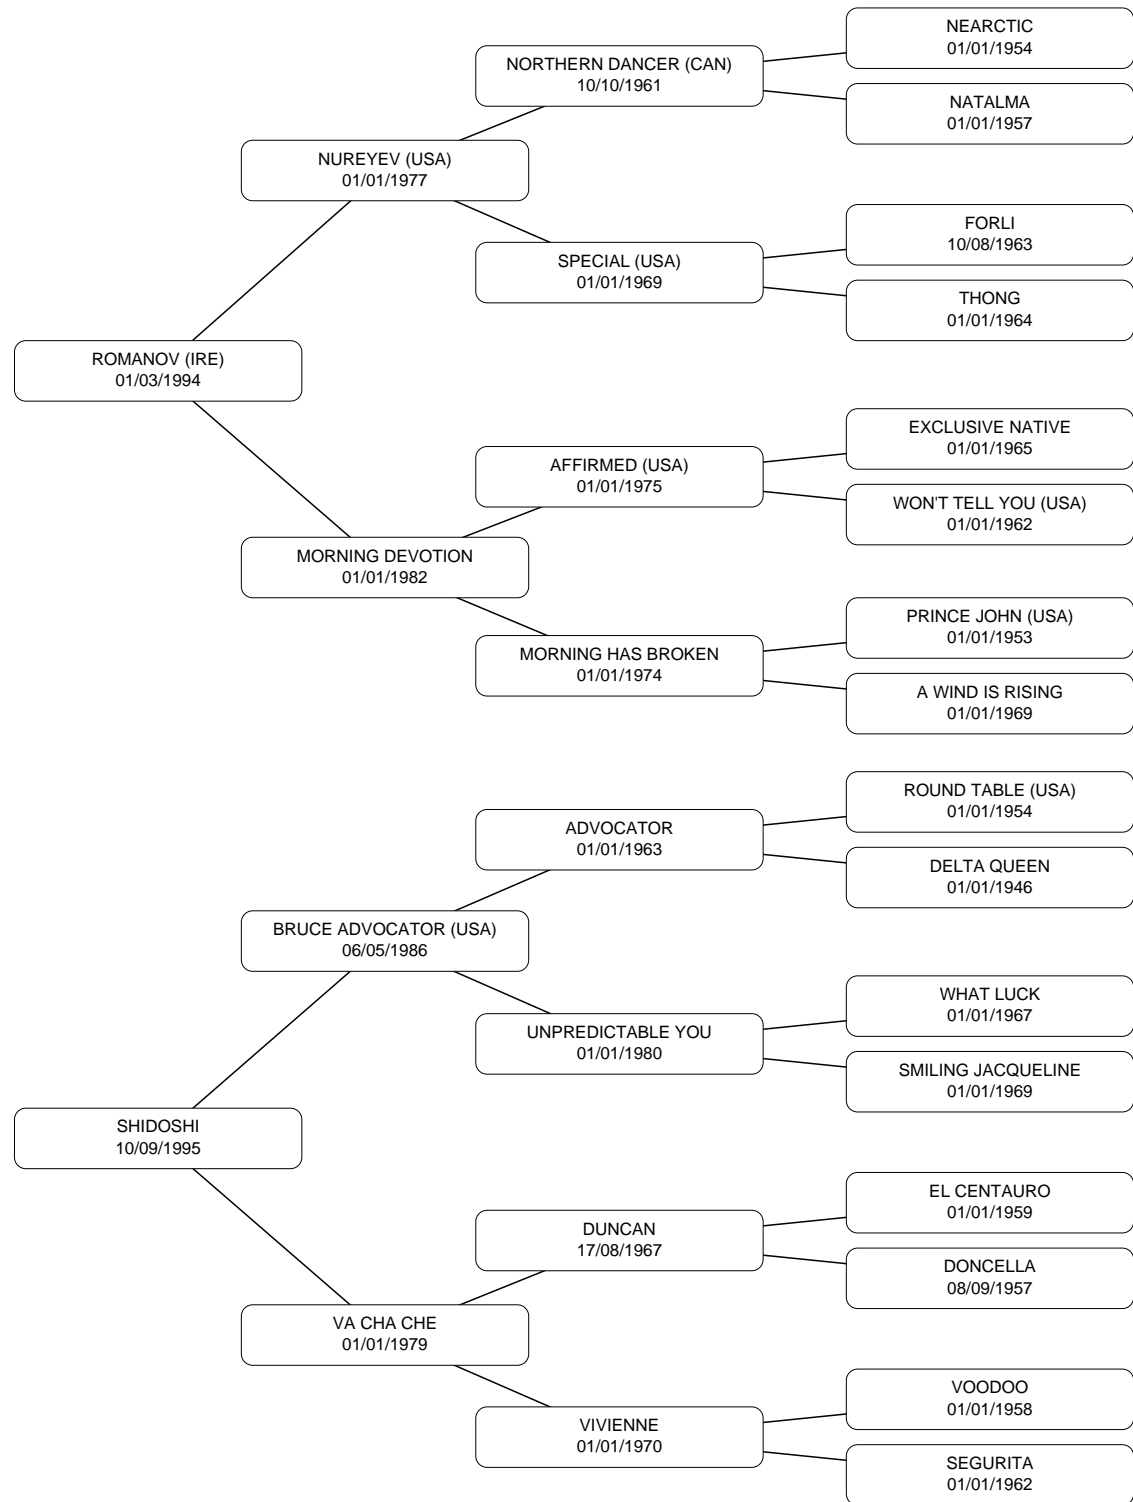 NEARCTIC
01/01/1954
NORTHERN DANCER (CAN)
10/10/1961
NATALMA
01/01/1957
NUREYEV (USA)
01/01/1977
FORLI
10/08/1963
SPECIAL (USA)
01/01/1969
THONG
01/01/1964
ROMANOV (IRE)
01/03/1994
EXCLUSIVE NATIVE
01/01/1965
AFFIRMED (USA)
01/01/1975
WON'T TELL YOU (USA)
01/01/1962
MORNING DEVOTION
01/01/1982
PRINCE JOHN (USA)
01/01/1953
MORNING HAS BROKEN
01/01/1974
A WIND IS RISING
01/01/1969
ROUND TABLE (USA)
01/01/1954
ADVOCATOR
01/01/1963
DELTA QUEEN
01/01/1946
BRUCE ADVOCATOR (USA)
06/05/1986
WHAT LUCK
01/01/1967
UNPREDICTABLE YOU
01/01/1980
SMILING JACQUELINE
01/01/1969
SHIDOSHI
10/09/1995
EL CENTAURO
01/01/1959
DUNCAN
17/08/1967
DONCELLA
08/09/1957
VA CHA CHE
01/01/1979
VOODOO
01/01/1958
VIVIENNE
01/01/1970
SEGURITA
01/01/1962